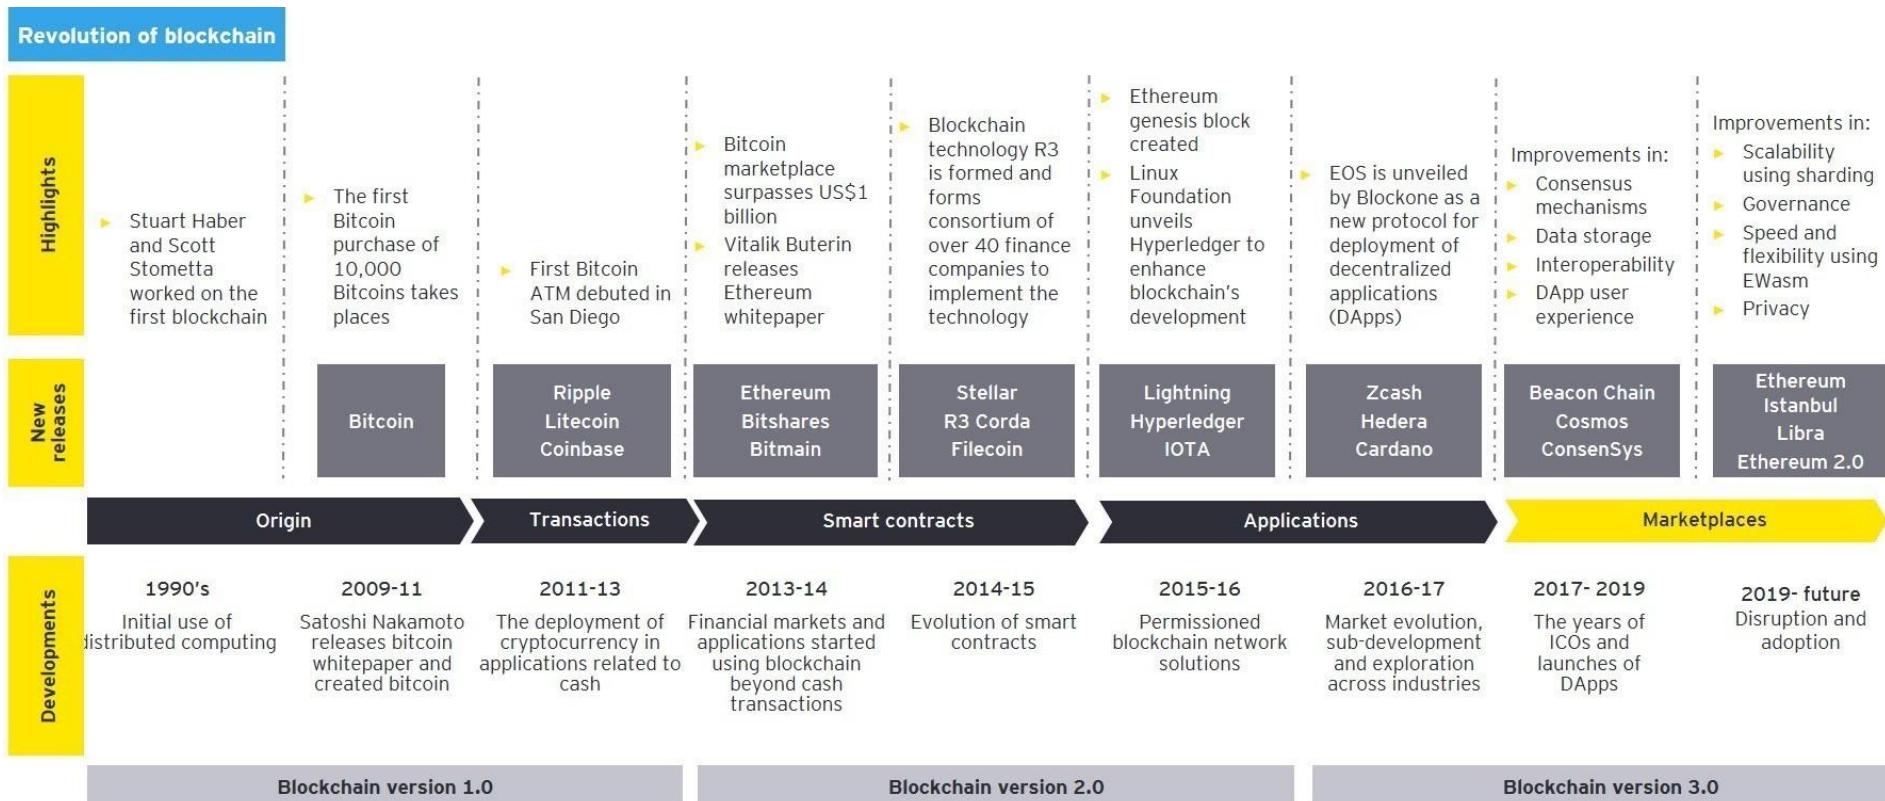 Revolution of blockchain
Highlights
Stuart Haber
and Scott
Stometta
worked on the
first blockchain
The first
Bitcoin
purchase of
10,000
Bitcoins takes
places
First Bitcoin
ATM debuted in
San Diego
Bitcoin
marketplace
surpasses US$1
billion
Vitalik Buterin
releases
Ethereum
whitepaper
Blockchain
technology R3
is formed and
forms
consortium of
over 40 finance
companies to
implement the
technology
Ethereum
genesis block
created
Linux
Foundation
unveils
Hyperledger to
enhance
blockchain's
development
EOS is unveiled
by Blockone as a
new protocol for
deployment of
decentralized
applications
(DApps)
Improvements in:
Consensus
mechanisms
Data storage
Interoperability
DApp user
experience
Improvements in:
Scalability
using sharding
Governance
Speed and
flexibility using
EWasm
Privacy
New
releases
Bitcoin
Ripple
Litecoin
Coinbase
Ethereum
Bitshares
Bitmain
Stellar
R3 Corda
Filecoin
Lightning
Hyperledger
IOTA
Zcash
Hedera
Cardano
Beacon Chain
Cosmos
ConsenSys
Ethereum
Istanbul
Libra
Ethereum 2.0
Origin
Transactions
Smart contracts
Applications
Marketplaces
Developments
1990's
Initial use of
distributed computing
2009-11
Satoshi Nakamoto
releases bitcoin
whitepaper and
created bitcoin
2011-13
The deployment of
cryptocurrency in
applications related to
cash
2013-14
Financial markets and
applications started
using blockchain
beyond cash
transactions
2014-15
Evolution of smart
contracts
2015-16
Permissioned
blockchain network
solutions
2016-17
Market evolution,
sub-development
and exploration
across industries
2017- 2019
The years of
ICOs and
launches of
DApps
2019- future
Disruption and
adoption
Blockchain version 1.0
Blockchain version 2.0
Blockchain version 3.0